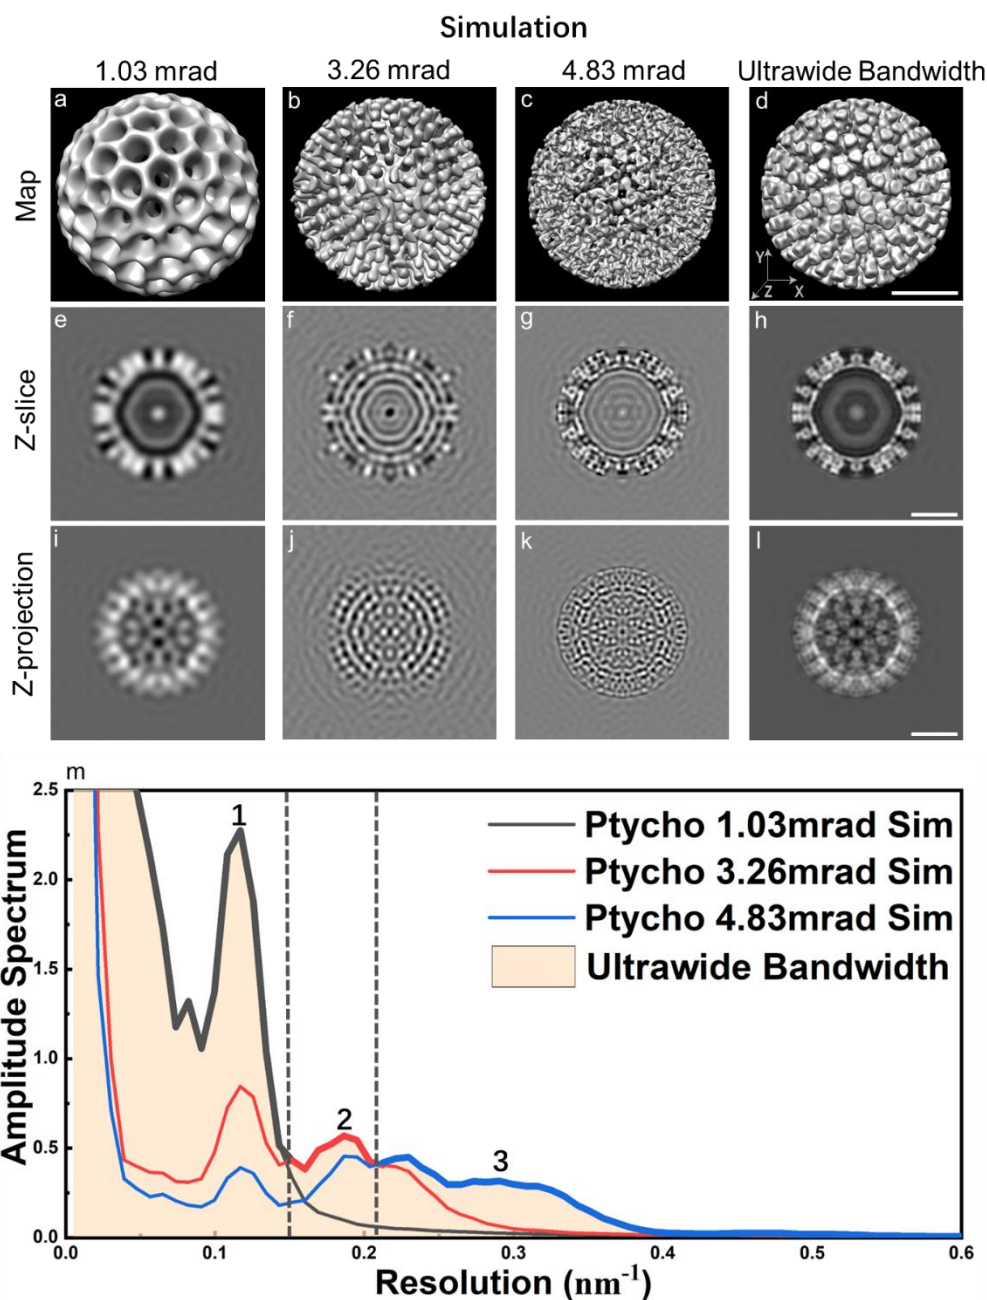 Simulation
1.03 mrad 3.26 mrad 4.83 mrad Ultrawide Bandwidth
Map
a b c d
Y
Z X
Z-slice
e f g h
Z-projection
i j k l
m
Amplitude Spectrum
2.5
2.0
1.5
1.0
0.5
0.0
1
2
3
Ptycho 1.03mrad Sim
Ptycho 3.26mrad Sim
Ptycho 4.83mrad Sim
Ultrawide Bandwidth
0.0 0.1 0.2 0.3 0.4 0.5 0.6
Resolution (nm⁻¹)